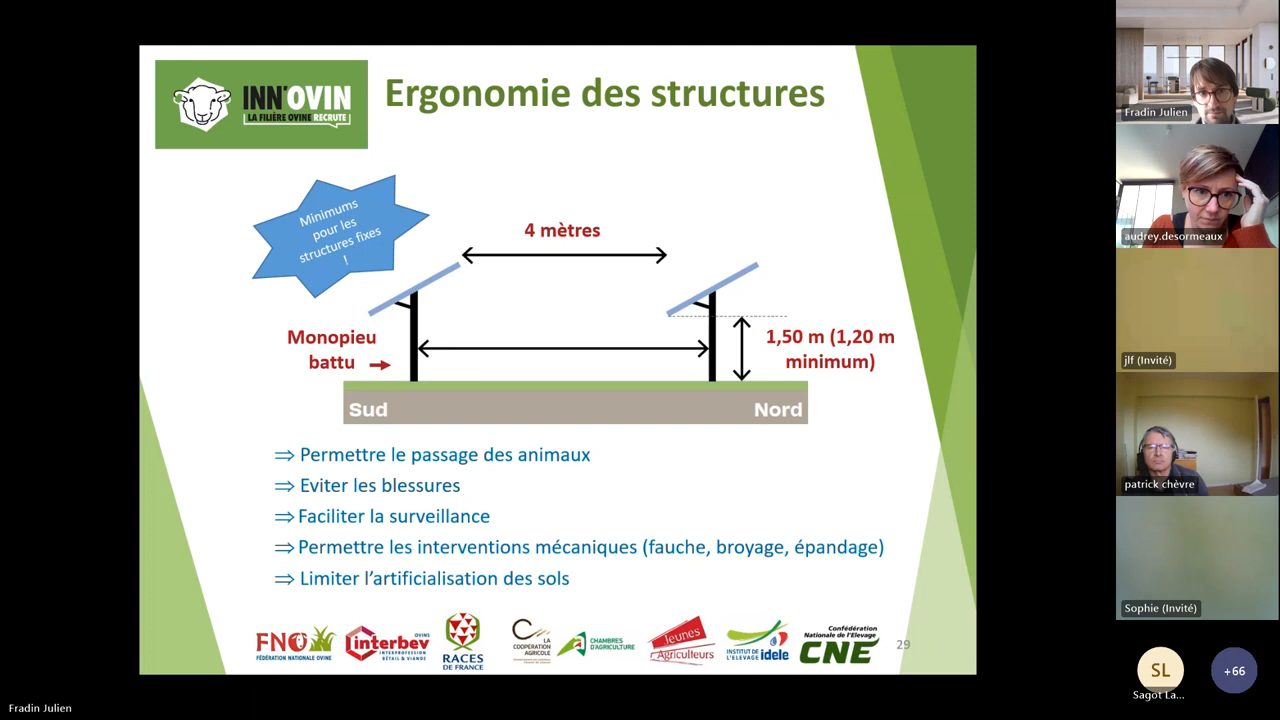 INN'OVIN
LA FILIÈRE OVINE RECRUTE
Ergonomie des structures
Minimums
pour les
structures fixes
!
4 mètres
Monopieu
battu
1,50 m (1,20 m
minimum)
Sud
Nord
⇒ Permettre le passage des animaux
⇒ Eviter les blessures
⇒ Faciliter la surveillance
⇒ Permettre les interventions mécaniques (fauche, broyage, épandage)
⇒ Limiter l'artificialisation des sols
FNO
FÉDÉRATION NATIONALE OVINE
interbev
OVINS
INTERPROFESSION
BÉTAIL & VIANDE
RACES
DE FRANCE
LA
COOPÉRATION
AGRICOLE
CHAMBRES
D'AGRICULTURE
Jeunes
Agriculteurs
INSTITUT DE
L'ELEVAGE
idele
Confédération
Nationale de l'Elevage
CNE
29
Fradin Julien
audrey.desormeaux
jlf (Invité)
patrick chèvre
Sophie (Invité)
SL
Sagot La...
+66
Fradin Julien